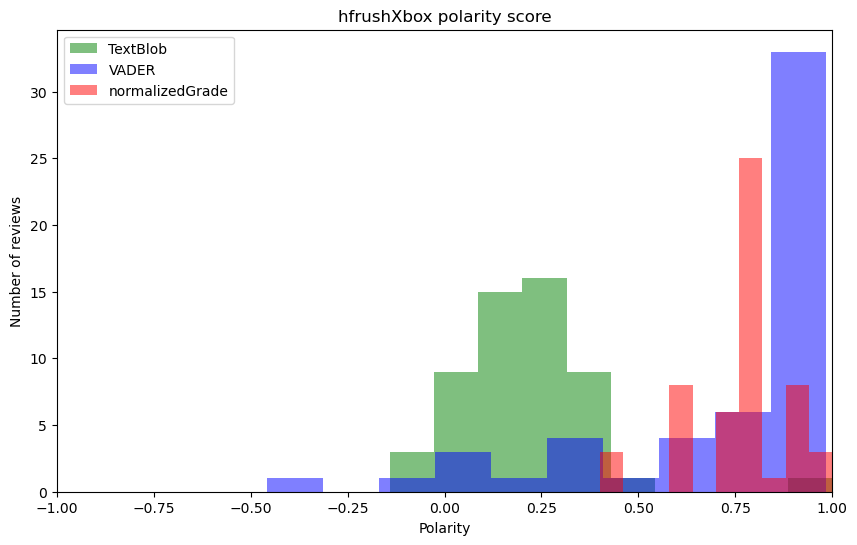 hfrushXbox polarity score
TextBlob
VADER
normalizedGrade
Number of reviews
30
25
20
15
10
5
0
-1.00 -0.75 -0.50 -0.25 0.00 0.25 0.50 0.75 1.00
Polarity